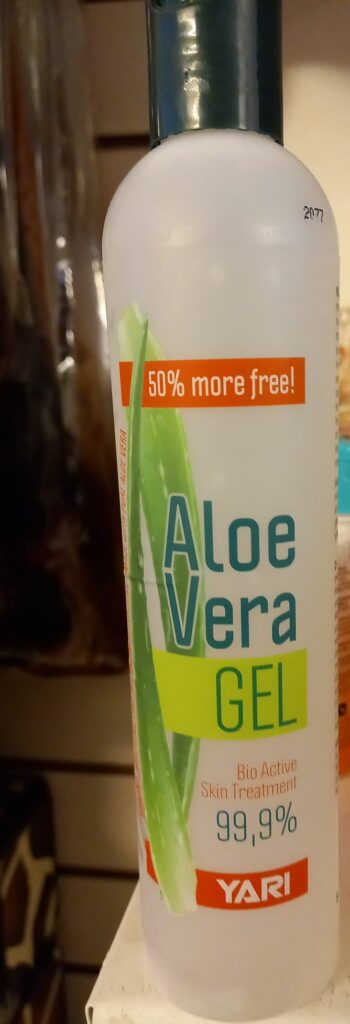 2077
50% more free!
Aloe
Vera
GEL
Bio Active
Skin Treatment
99,9%
YARI